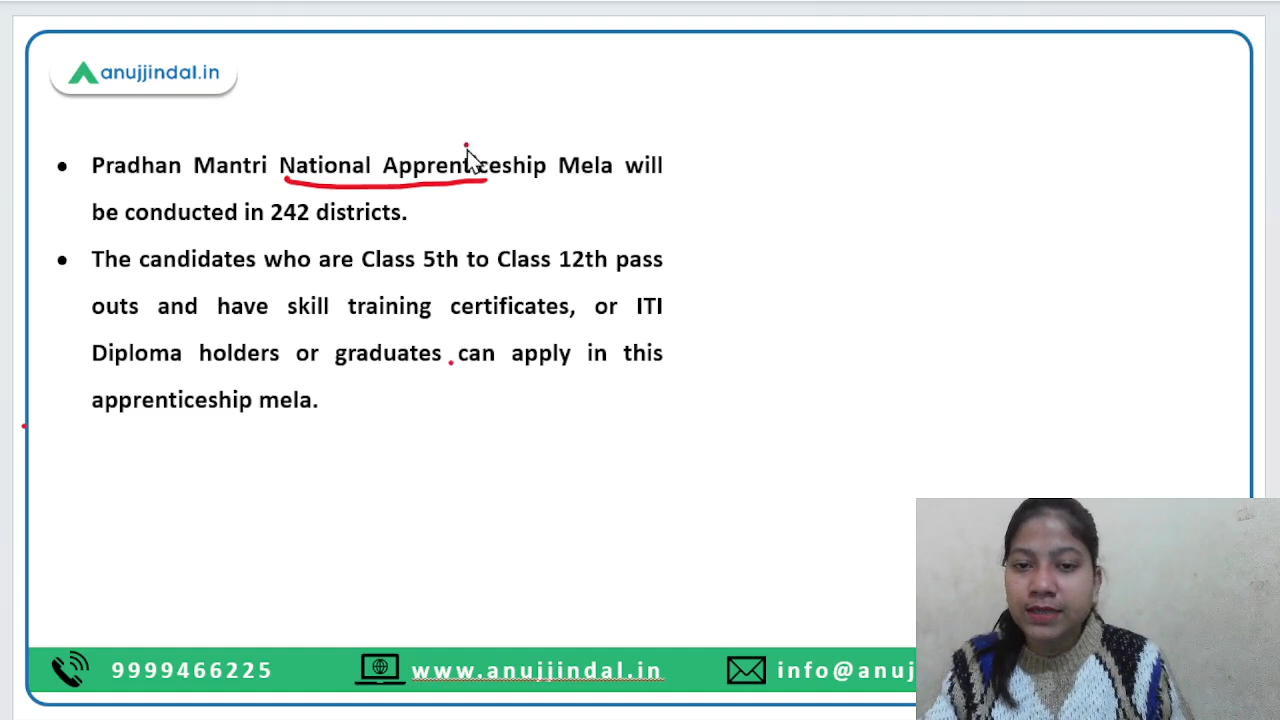 anujjindal.in
• Pradhan Mantri National Apprenticeship Mela will
be conducted in 242 districts.
• The candidates who are Class 5th to Class 12th pass
outs and have skill training certificates, or ITI
Diploma holders or graduates can apply in this
apprenticeship mela.
9999466225 www.anujjindal.in info@anuj